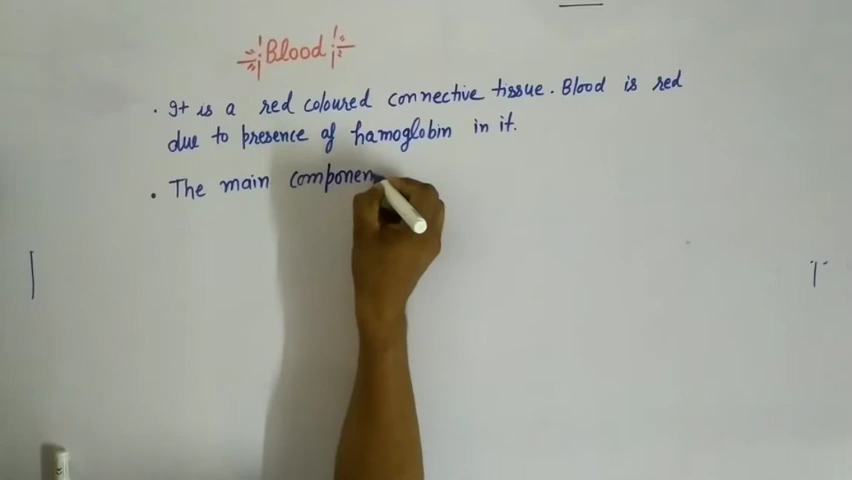 Blood
• It is a red coloured connective tissue. Blood is red
due to presence of hamoglobin in it.
• The main componen